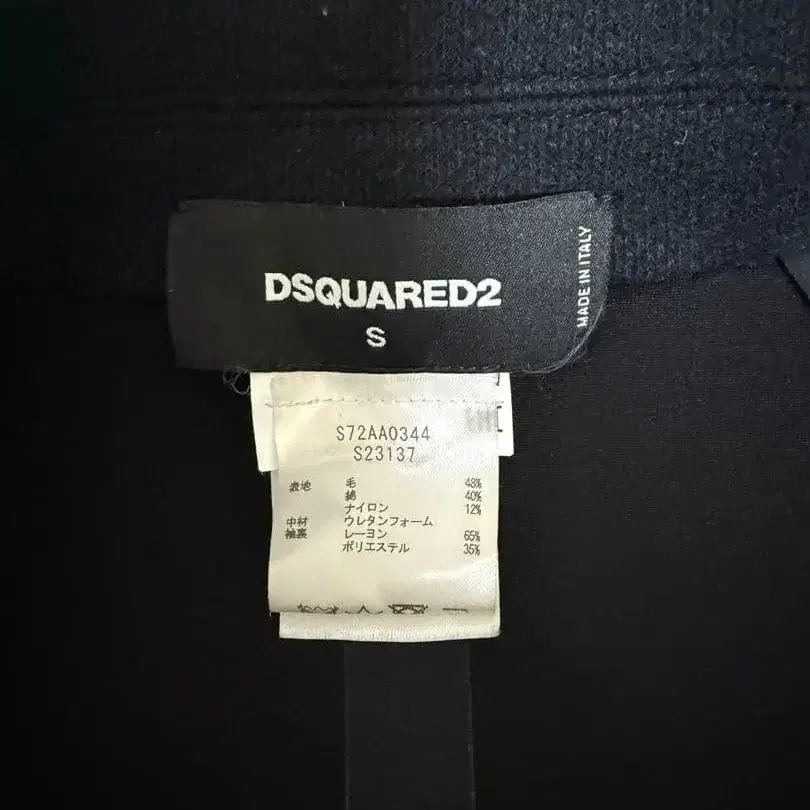 DSQUARED2
S
MADE IN ITALY
S72AA0344
S23137
表地 毛 48%
綿 40%
ナイロン 12%
中材 ウレタンフォーム
袖裏 レーヨン 65%
ポリエステル 35%